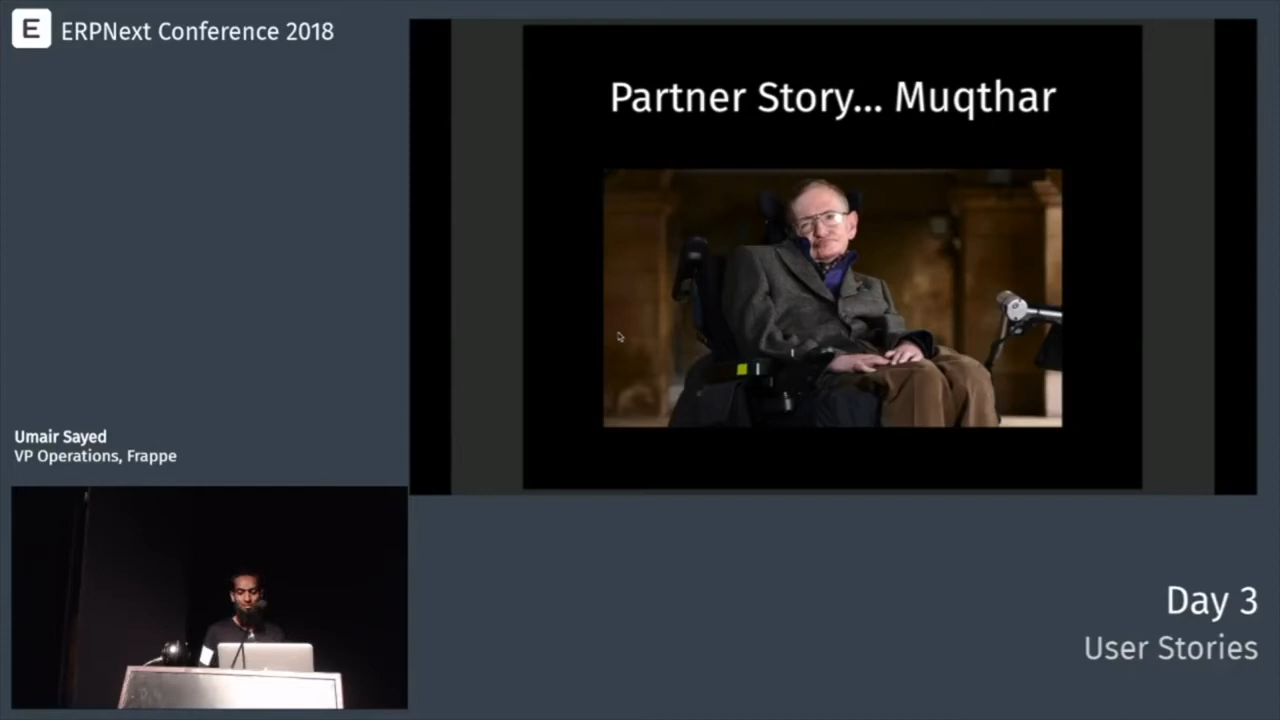 E ERPNext Conference 2018
Partner Story... Muqthar
Umair Sayed
VP Operations, Frappe
Day 3
User Stories